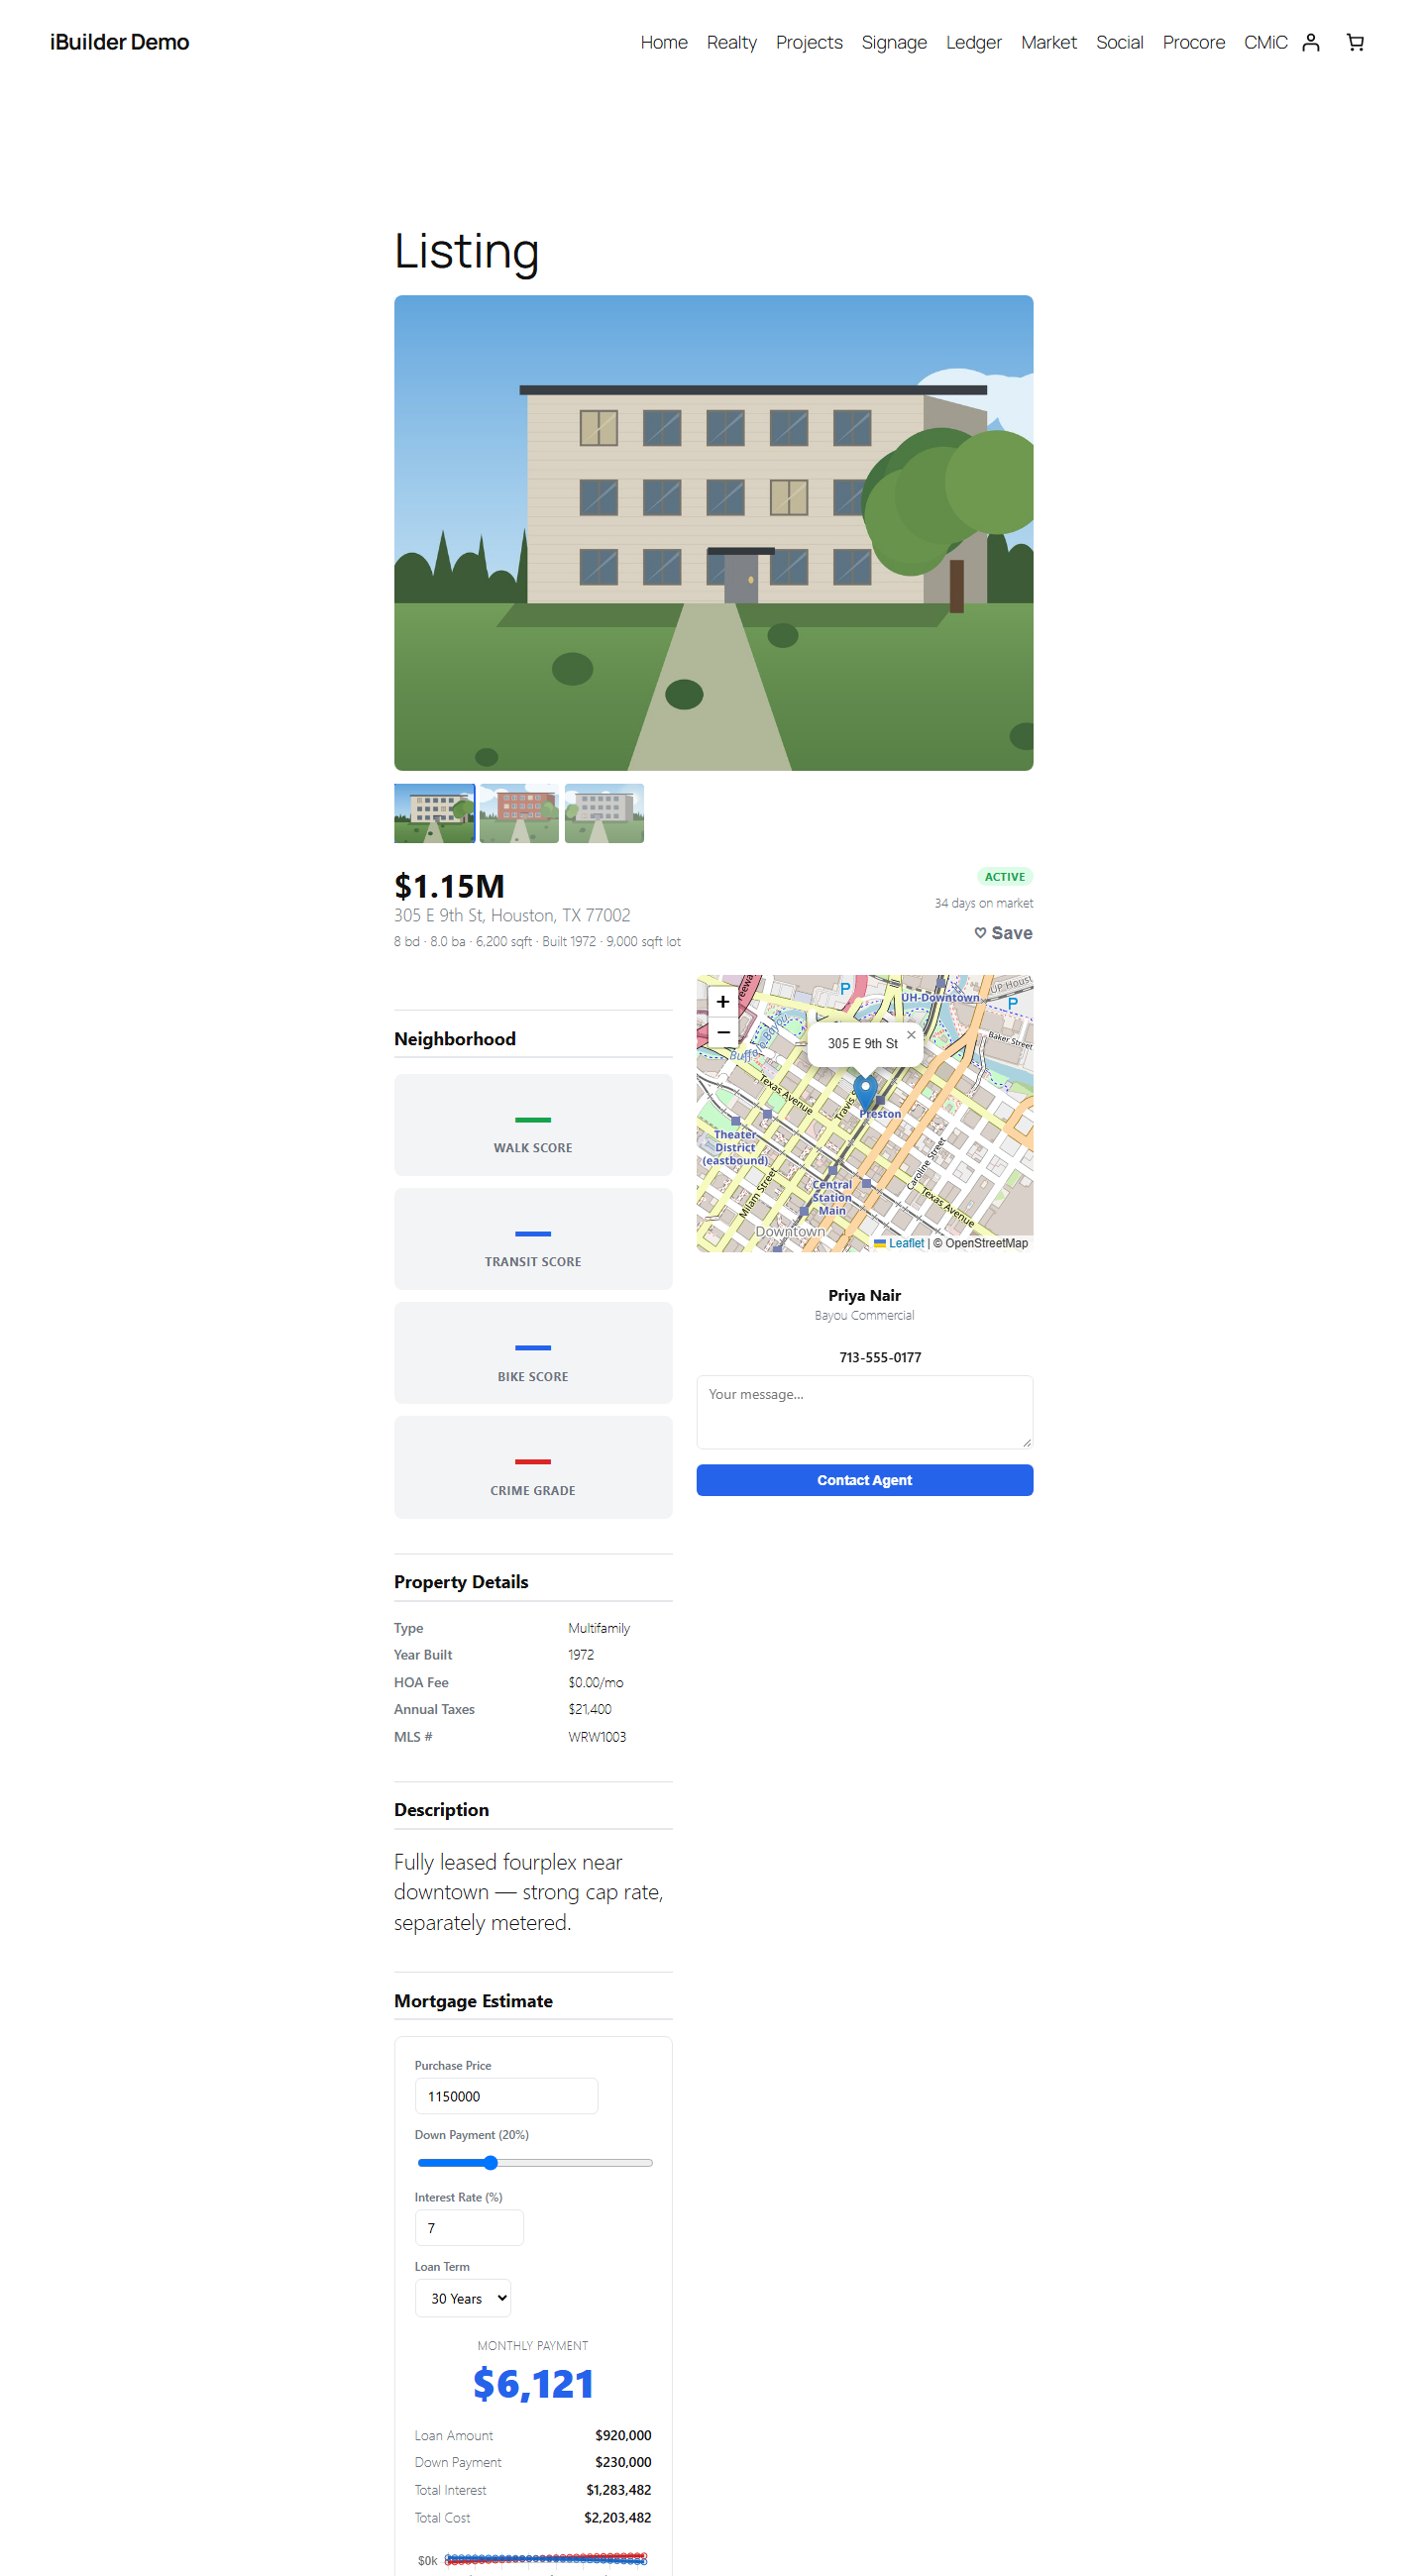 iBuilder Demo
Home Realty Projects Signage Ledger Market Social Procore CMiC
Listing
$1.15M
ACTIVE
305 E 9th St, Houston, TX 77002
34 days on market
8 bd · 8.0 ba · 6,200 sqft · Built 1972 · 9,000 sqft lot
♡ Save
Neighborhood
—
WALK SCORE
—
TRANSIT SCORE
—
BIKE SCORE
—
CRIME GRADE
+
−
305 E 9th St
×
P
UH-Downtown
P
UP Houst
Baker Street
Buffalo Bayou
Texas Avenue
Travis S
Preston
Theater
District
(eastbound)
Milam Street
Central
Station
Main
Caroline Street
Texas Avenue
Downtown
Leaflet | © OpenStreetMap
Priya Nair
Bayou Commercial
713-555-0177
Your message...
Contact Agent
Property Details
Type Multifamily
Year Built 1972
HOA Fee $0.00/mo
Annual Taxes $21,400
MLS # WRW1003
Description
Fully leased fourplex near
downtown — strong cap rate,
separately metered.
Mortgage Estimate
Purchase Price
1150000
Down Payment (20%)
Interest Rate (%)
7
Loan Term
30 Years
MONTHLY PAYMENT
$6,121
Loan Amount $920,000
Down Payment $230,000
Total Interest $1,283,482
Total Cost $2,203,482
$0k